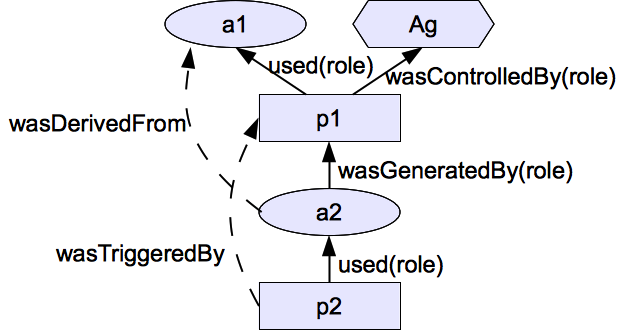 a1
Ag
used(role)
wasControlledBy(role)
wasDerivedFrom
p1
wasGeneratedBy(role)
a2
wasTriggeredBy
used(role)
p2